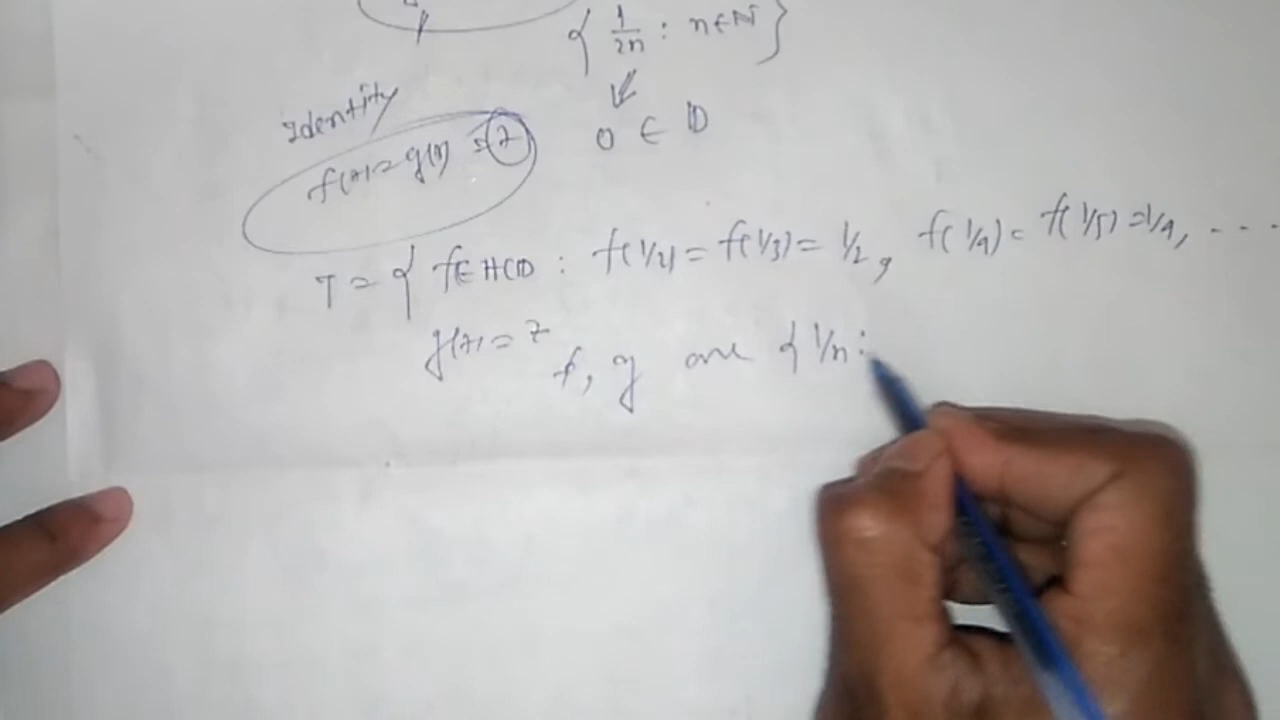 { 1/2n : n∈N }
↙
0 ∈ D
Identity
f(z) = g(z) = z
T = { f∈H(D) : f(1/2) = f(1/3) = 1/2, f(1/4) = f(1/5) = 1/4, ....
g(z) = z
f, g are { 1/n :